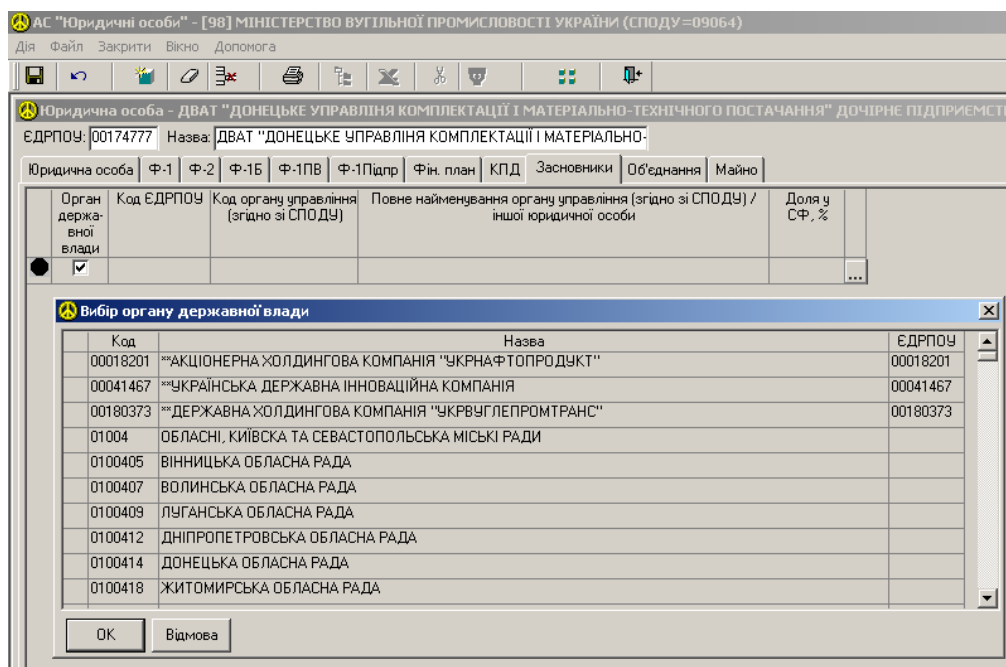 АС "Юридичні особи" - [98] МІНІСТЕРСТВО ВУГІЛЬНОЇ ПРОМИСЛОВОСТІ УКРАЇНИ (СПОДУ=09064)
Дія Файл Закрити Вікно Допомога
Юридична особа - ДВАТ "ДОНЕЦЬКЕ УПРАВЛІНЯ КОМПЛЕКТАЦІЇ І МАТЕРІАЛЬНО-ТЕХНІЧНОГО ПОСТАЧАННЯ" ДОЧІРНЕ ПІДПРИЄМСТ
ЄДРПОУ: 00174777 Назва: ДВАТ "ДОНЕЦЬКЕ УПРАВЛІНЯ КОМПЛЕКТАЦІЇ І МАТЕРІАЛЬНО-
Юридична особа Ф-1 Ф-2 Ф-1Б Ф-1ПВ Ф-1Підпр Фін. план КПД Засновники Об'єднання Майно
Орган держа- вної влади Код ЄДРПОУ Код органу управління (згідно зі СПОДУ) Повне найменування органу управління (згідно зі СПОДУ) / іншої юридичної особи Доля у СФ, %
...
Вибір органу державної влади
Код Назва ЄДРПОУ
00018201 **АКЦІОНЕРНА ХОЛДИНГОВА КОМПАНІЯ "УКРНАФТОПРОДУКТ" 00018201
00041467 **УКРАЇНСЬКА ДЕРЖАВНА ІННОВАЦІЙНА КОМПАНІЯ 00041467
00180373 **ДЕРЖАВНА ХОЛДИНГОВА КОМПАНІЯ "УКРВУГЛЕПРОМТРАНС" 00180373
01004 ОБЛАСНІ, КИЇВСКА ТА СЕВАСТОПОЛЬСЬКА МІСЬКІ РАДИ
0100405 ВІННИЦЬКА ОБЛАСНА РАДА
0100407 ВОЛИНСЬКА ОБЛАСНА РАДА
0100409 ЛУГАНСЬКА ОБЛАСНА РАДА
0100412 ДНІПРОПЕТРОВСЬКА ОБЛАСНА РАДА
0100414 ДОНЕЦЬКА ОБЛАСНА РАДА
0100418 ЖИТОМИРСЬКА ОБЛАСНА РАДА
OK Відмова